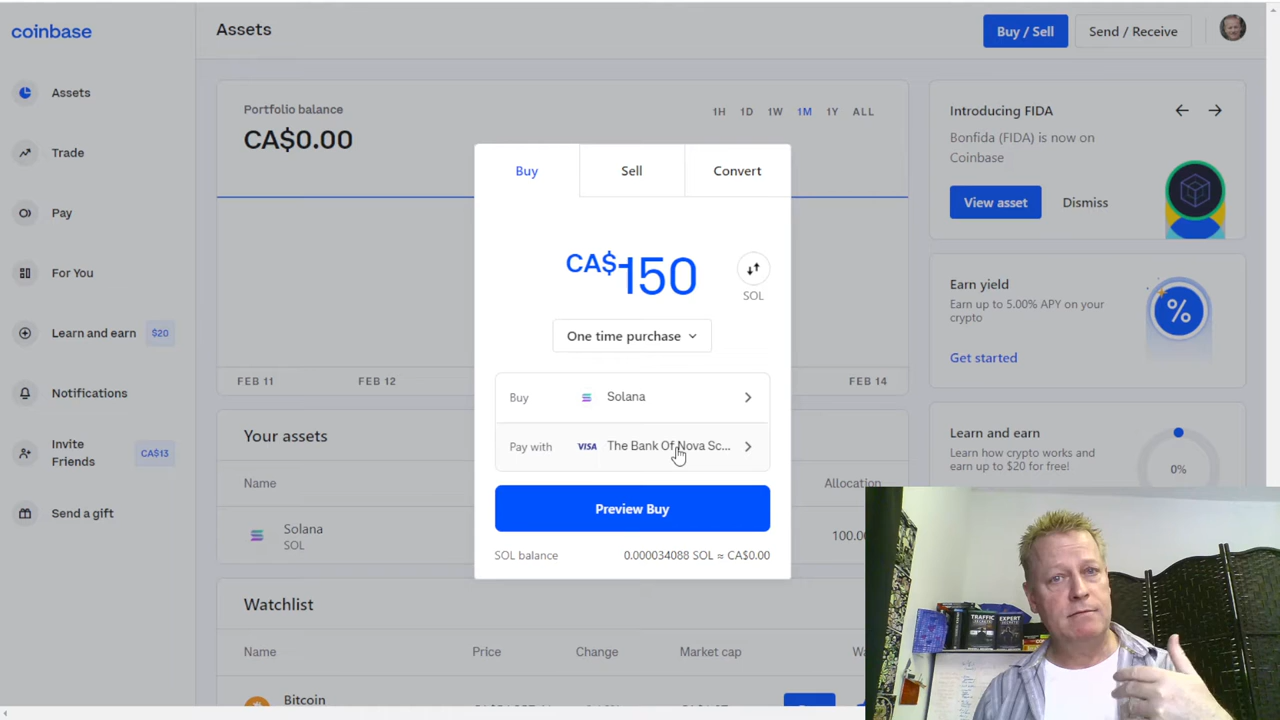 coinbase
Assets
Buy / Sell
Send / Receive
Assets
Trade
Pay
For You
Learn and earn
$20
Notifications
Invite
Friends
CA$13
Send a gift
Portfolio balance
CA$0.00
1H
1D
1W
1M
1Y
ALL
FEB 11
FEB 12
FEB 14
Your assets
Name
Allocation
Solana
SOL
100.0
Watchlist
Name
Price
Change
Market cap
Bitcoin
Buy
Sell
Convert
CA$150
SOL
One time purchase
Buy
Solana
Pay with
VISA
The Bank Of Nova Sc...
Preview Buy
SOL balance
0.000034088 SOL ≈ CA$0.00
Introducing FIDA
Bonfida (FIDA) is now on
Coinbase
View asset
Dismiss
Earn yield
Earn up to 5.00% APY on your
crypto
%
Get started
Learn and earn
Learn how crypto works and
earn up to $20 for free!
0%
TRAFFIC
SECRETS
EXPERT
SECRETS